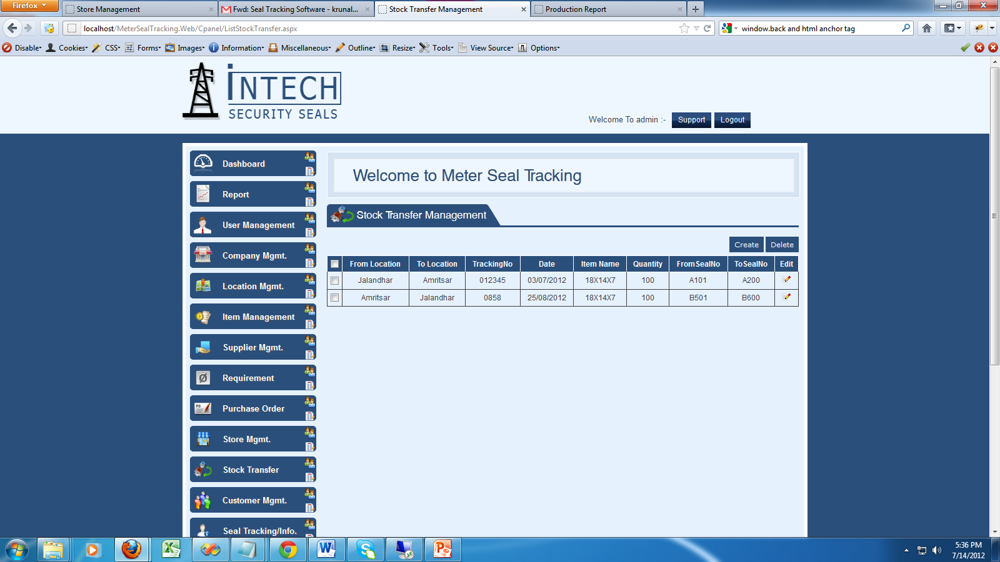 Firefox
Store Management
Fwd: Seal Tracking Software - krunal...
Stock Transfer Management
Production Report
localhost/MeterSealTracking.Web/Cpanel/ListStockTransfer.aspx
window.back and html anchor tag
Disable Cookies CSS Forms Images Information Miscellaneous Outline Resize Tools View Source Options
iNTECH
SECURITY SEALS
Welcome To admin :- Support Logout
Dashboard
Report
User Management
Company Mgmt.
Location Mgmt.
Item Management
Supplier Mgmt.
Requirement
PO
Purchase Order
Store Mgmt.
Stock Transfer
Customer Mgmt.
Seal Tracking/Info.
Welcome to Meter Seal Tracking
Stock Transfer Management
Create Delete
From Location To Location TrackingNo Date Item Name Quantity FromSealNo ToSealNo Edit
Jalandhar Amritsar 012345 03/07/2012 18X14X7 100 A101 A200
Amritsar Jalandhar 0858 25/08/2012 18X14X7 100 B501 B600
5:36 PM
7/14/2012